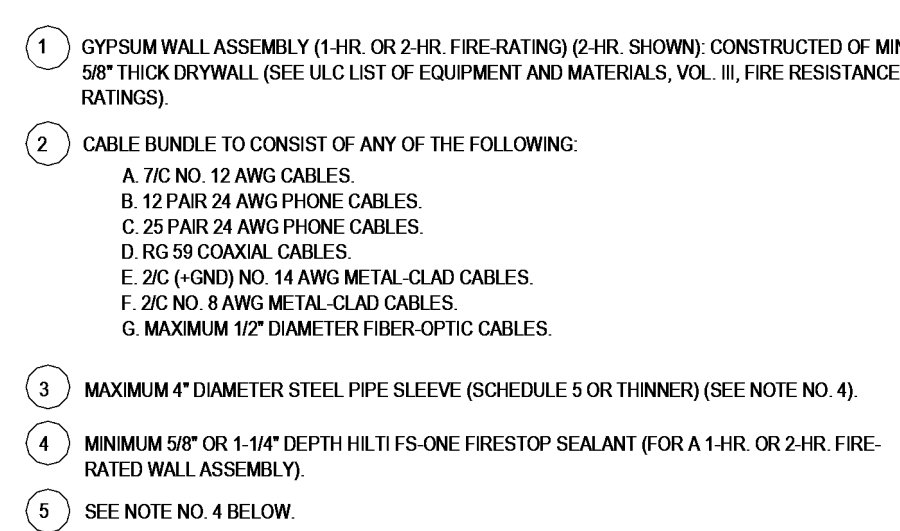 1 GYPSUM WALL ASSEMBLY (1-HR. OR 2-HR. FIRE-RATING) (2-HR. SHOWN): CONSTRUCTED OF
5/8" THICK DRYWALL (SEE ULC LIST OF EQUIPMENT AND MATERIALS, VOL. III, FIRE RESISTANCE
RATINGS).
2 CABLE BUNDLE TO CONSIST OF ANY OF THE FOLLOWING:
A. 7/C NO. 12 AWG CABLES.
B. 12 PAIR 24 AWG PHONE CABLES.
C. 25 PAIR 24 AWG PHONE CABLES.
D. RG 59 COAXIAL CABLES.
E. 2/C (+GND) NO. 14 AWG METAL-CLAD CABLES.
F. 2/C NO. 8 AWG METAL-CLAD CABLES.
G. MAXIMUM 1/2" DIAMETER FIBER-OPTIC CABLES.
3 MAXIMUM 4" DIAMETER STEEL PIPE SLEEVE (SCHEDULE 5 OR THINNER) (SEE NOTE NO. 4).
4 MINIMUM 5/8" OR 1-1/4" DEPTH HILTI FS-ONE FIRESTOP SEALANT (FOR A 1-HR. OR 2-HR. FIRE-
RATED WALL ASSEMBLY).
5 SEE NOTE NO. 4 BELOW.